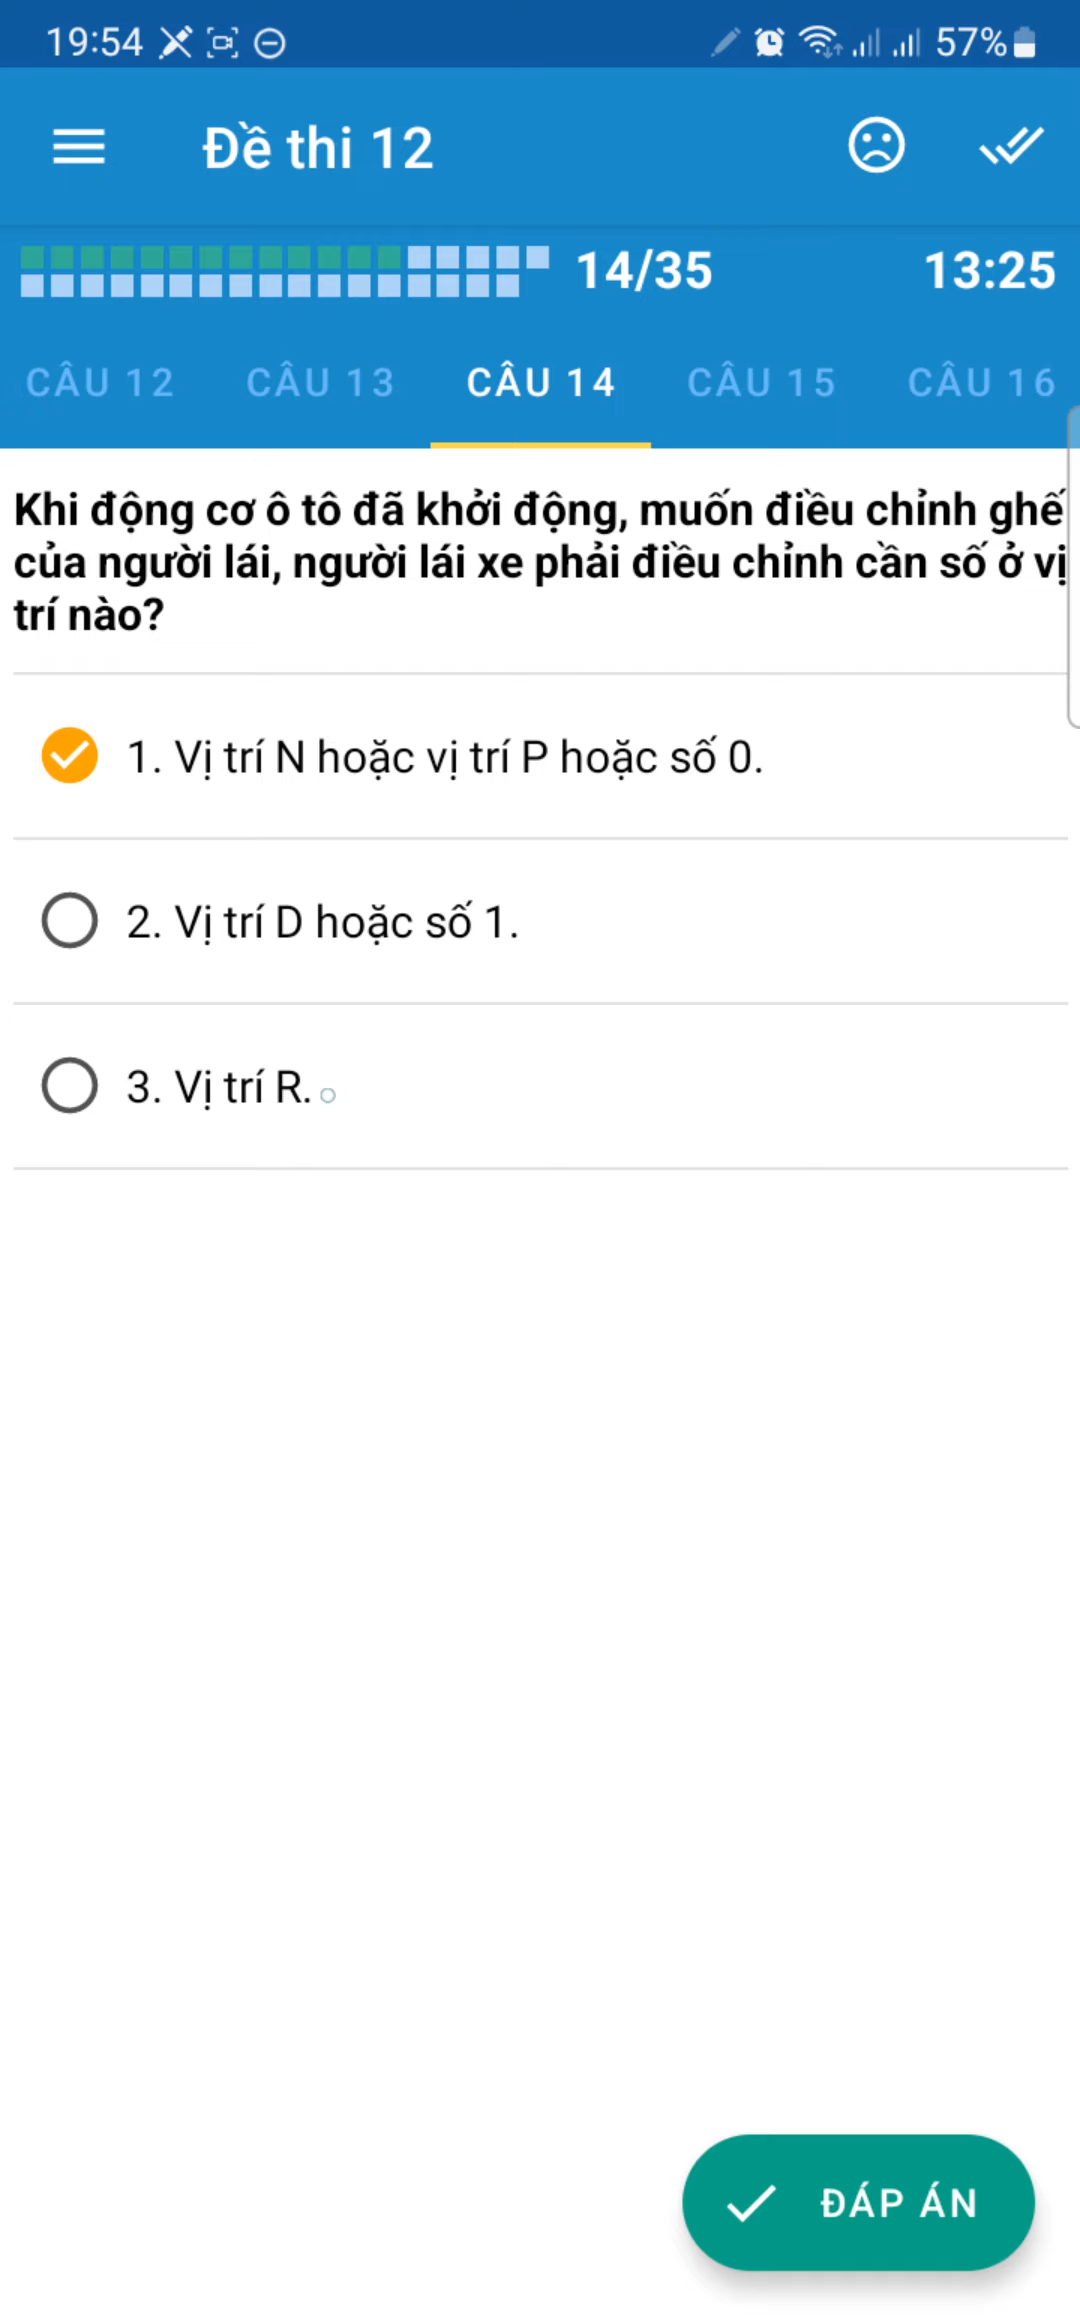 19:54 57%
Đề thi 12
14/35 13:25
CÂU 12 CÂU 13 CÂU 14 CÂU 15 CÂU 16
Khi động cơ ô tô đã khởi động, muốn điều chỉnh ghế
của người lái, người lái xe phải điều chỉnh cần số ở vị
trí nào?
1. Vị trí N hoặc vị trí P hoặc số 0.
2. Vị trí D hoặc số 1.
3. Vị trí R.
ĐÁP ÁN